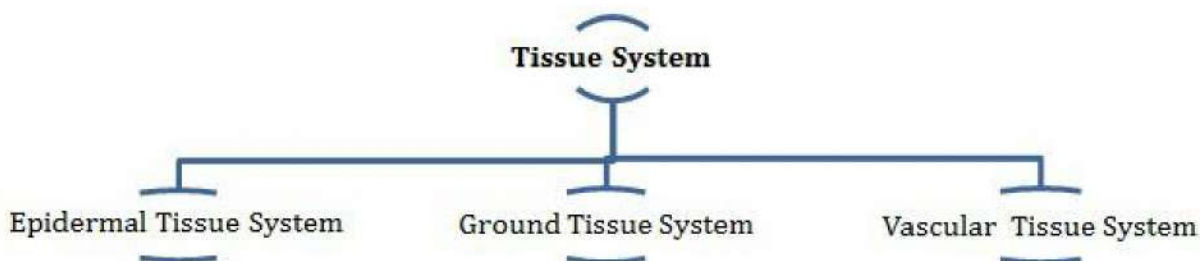 Tissue System
Epidermal Tissue System
Ground Tissue System
Vascular Tissue System